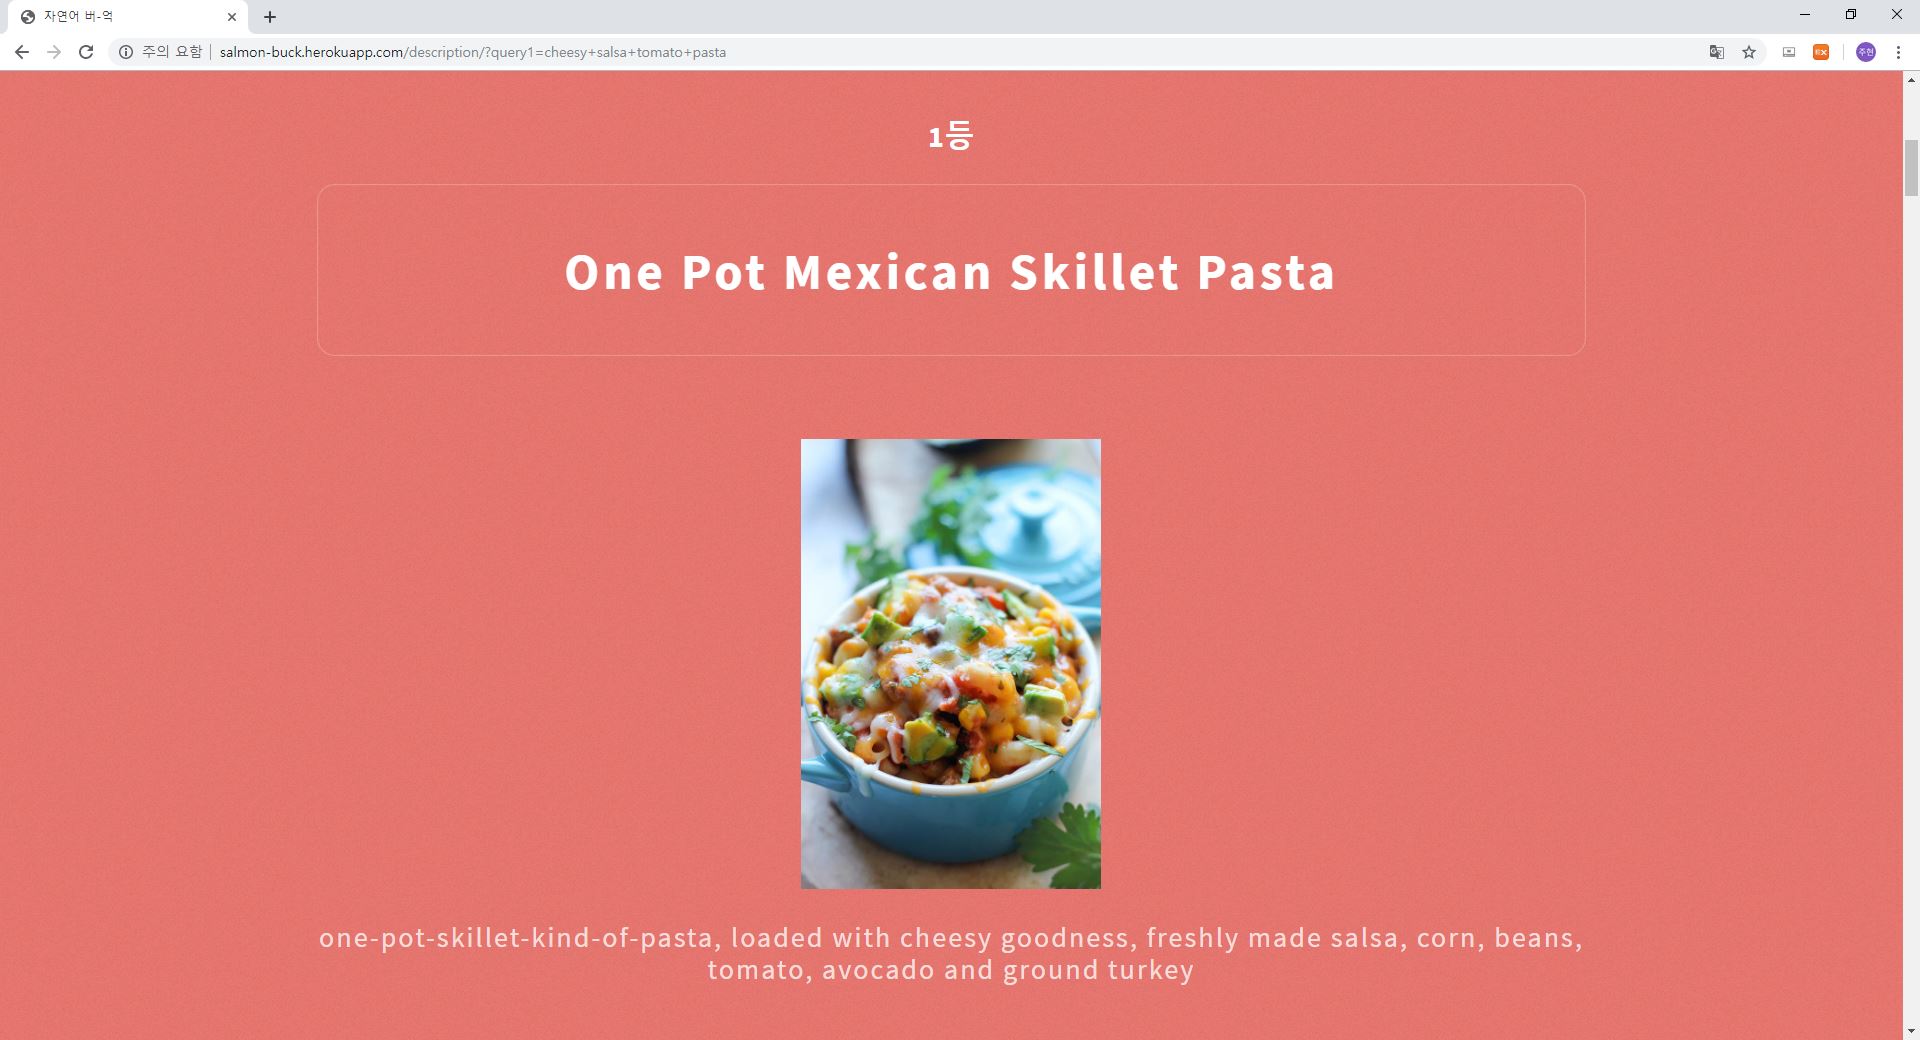 자연어 버-억
주의 요함
salmon-buck.herokuapp.com/description/?query1=cheesy+salsa+tomato+pasta
주현
1등
One Pot Mexican Skillet Pasta
one-pot-skillet-kind-of-pasta, loaded with cheesy goodness, freshly made salsa, corn, beans,
tomato, avocado and ground turkey